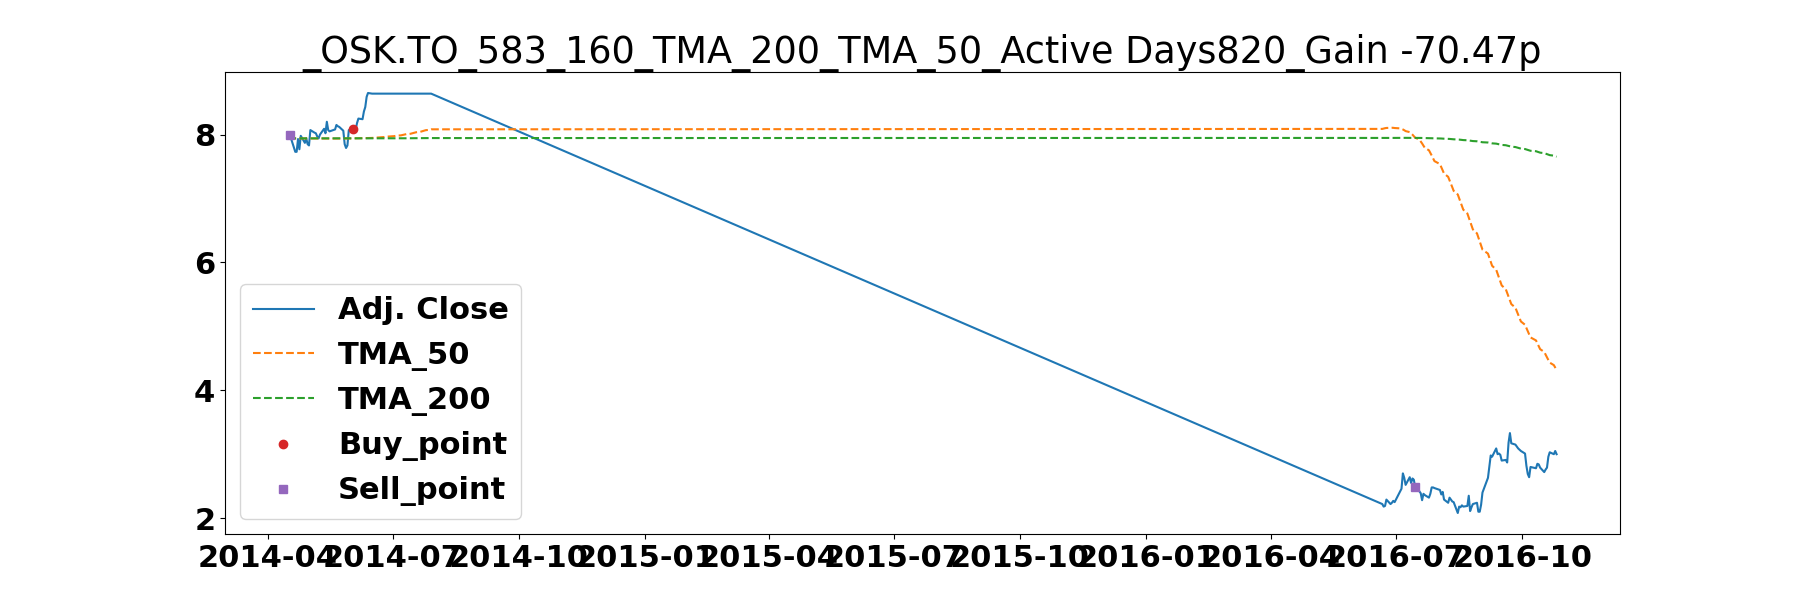 _OSK.TO_583_160_TMA_200_TMA_50_Active Days820_Gain -70.47p
8
6
4
2
Adj. Close
TMA_50
TMA_200
Buy_point
Sell_point
2014-04 2014-07 2014-10 2015-01 2015-04 2015-07 2015-10 2016-01 2016-04 2016-07 2016-10